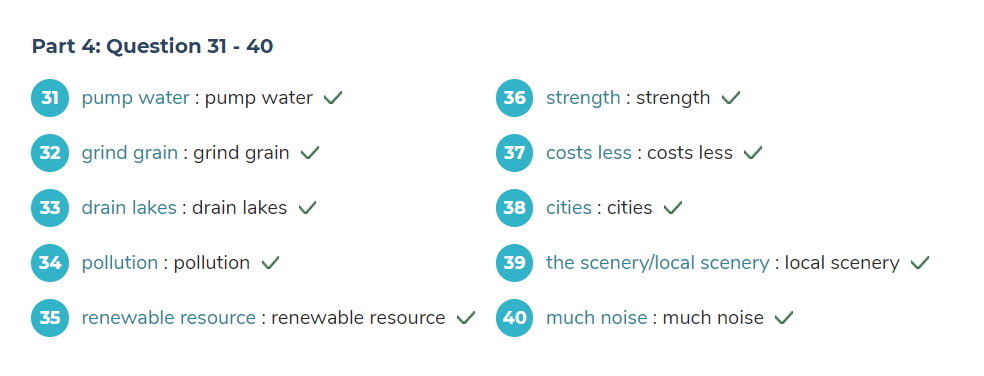 Part 4: Question 31 - 40
31 pump water : pump water
32 grind grain : grind grain
33 drain lakes : drain lakes
34 pollution : pollution
35 renewable resource : renewable resource
36 strength : strength
37 costs less : costs less
38 cities : cities
39 the scenery/local scenery : local scenery
40 much noise : much noise